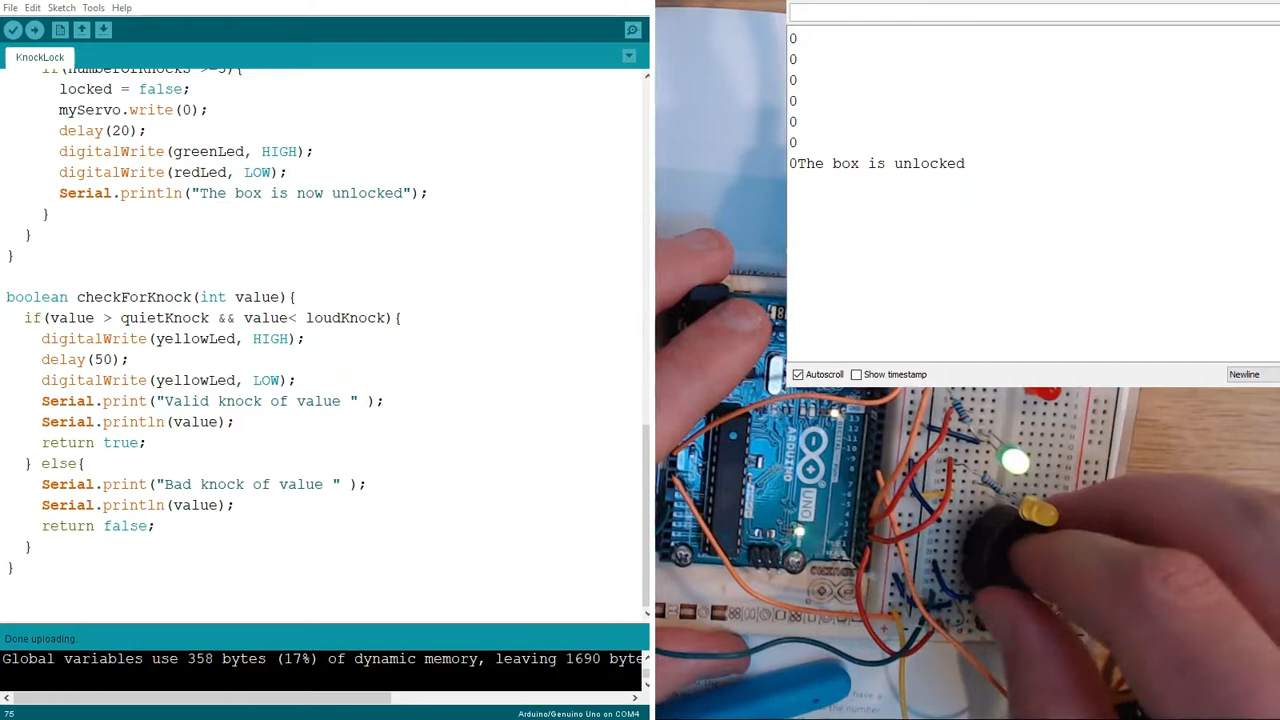 File Edit Sketch Tools Help
KnockLock
locked = false;
myServo.write(0);
delay(20);
digitalWrite(greenLed, HIGH);
digitalWrite(redLed, LOW);
Serial.println("The box is now unlocked");
}
}
}
boolean checkForKnock(int value){
if(value > quietKnock && value< loudKnock){
digitalWrite(yellowLed, HIGH);
delay(50);
digitalWrite(yellowLed, LOW);
Serial.print("Valid knock of value " );
Serial.println(value);
return true;
} else{
Serial.print("Bad knock of value " );
Serial.println(value);
return false;
}
}
Done uploading.
Global variables use 358 bytes (17%) of dynamic memory, leaving 1690 byte
75
Arduino/Genuino Uno on COM4
0
0
0
0
0
0
0The box is unlocked
Autoscroll Show timestamp
Newline
ARDUINO
UNO